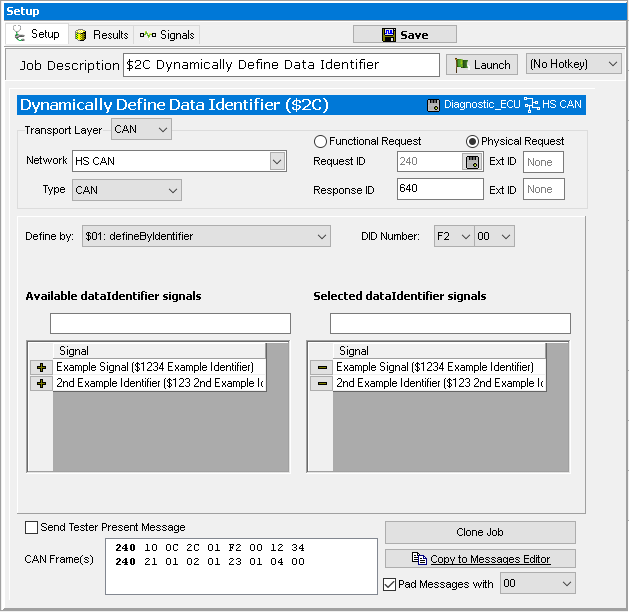 Setup
Setup Results Signals Save
Job Description $2C Dynamically Define Data Identifier Launch (No Hotkey)
Dynamically Define Data Identifier ($2C) Diagnostic_ECU HS CAN
Transport Layer CAN
Functional Request Physical Request
Network HS CAN Request ID 240 Ext ID None
Type CAN Response ID 640 Ext ID None
Define by: $01: defineByIdentifier DID Number: F2 00
Available dataIdentifier signals Selected dataIdentifier signals
Signal Signal
Example Signal ($1234 Example Identifier) Example Signal ($1234 Example Identifier)
2nd Example Identifier ($123 2nd Example Ic 2nd Example Identifier ($123 2nd Example Ic
Send Tester Present Message
Clone Job
CAN Frame(s) 240 10 0C 2C 01 F2 00 12 34
240 21 01 02 01 23 01 04 00
Copy to Messages Editor
Pad Messages with 00